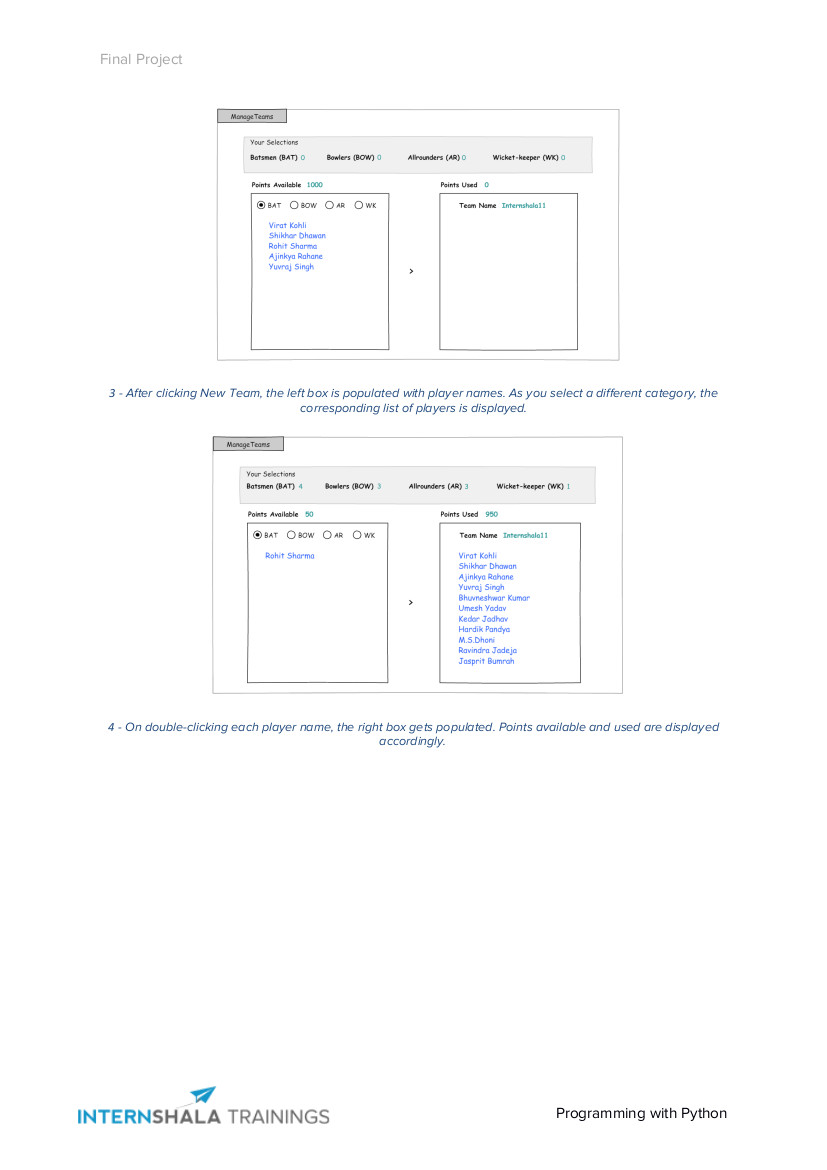 Final Project
ManageTeams
Your Selections
Batsmen (BAT) 0 Bowlers (BOW) 0 Allrounders (AR) 0 Wicket-keeper (WK) 0
Points Available 1000 Points Used 0
BAT BOW AR WK Team Name Internshala11
Virat Kohli
Shikhar Dhawan
Rohit Sharma
Ajinkya Rahane
Yuvraj Singh
>
3 - After clicking New Team, the left box is populated with player names. As you select a different category, the
corresponding list of players is displayed.
ManageTeams
Your Selections
Batsmen (BAT) 4 Bowlers (BOW) 3 Allrounders (AR) 3 Wicket-keeper (WK) 1
Points Available 50 Points Used 950
BAT BOW AR WK Team Name Internshala11
Rohit Sharma
>
Virat Kohli
Shikhar Dhawan
Ajinkya Rahane
Yuvraj Singh
Bhuvneshwar Kumar
Umesh Yadav
Kedar Jadhav
Hardik Pandya
M.S.Dhoni
Ravindra Jadeja
Jasprit Bumrah
4 - On double-clicking each player name, the right box gets populated. Points available and used are displayed
accordingly.
INTERNSHALA TRAININGS
Programming with Python